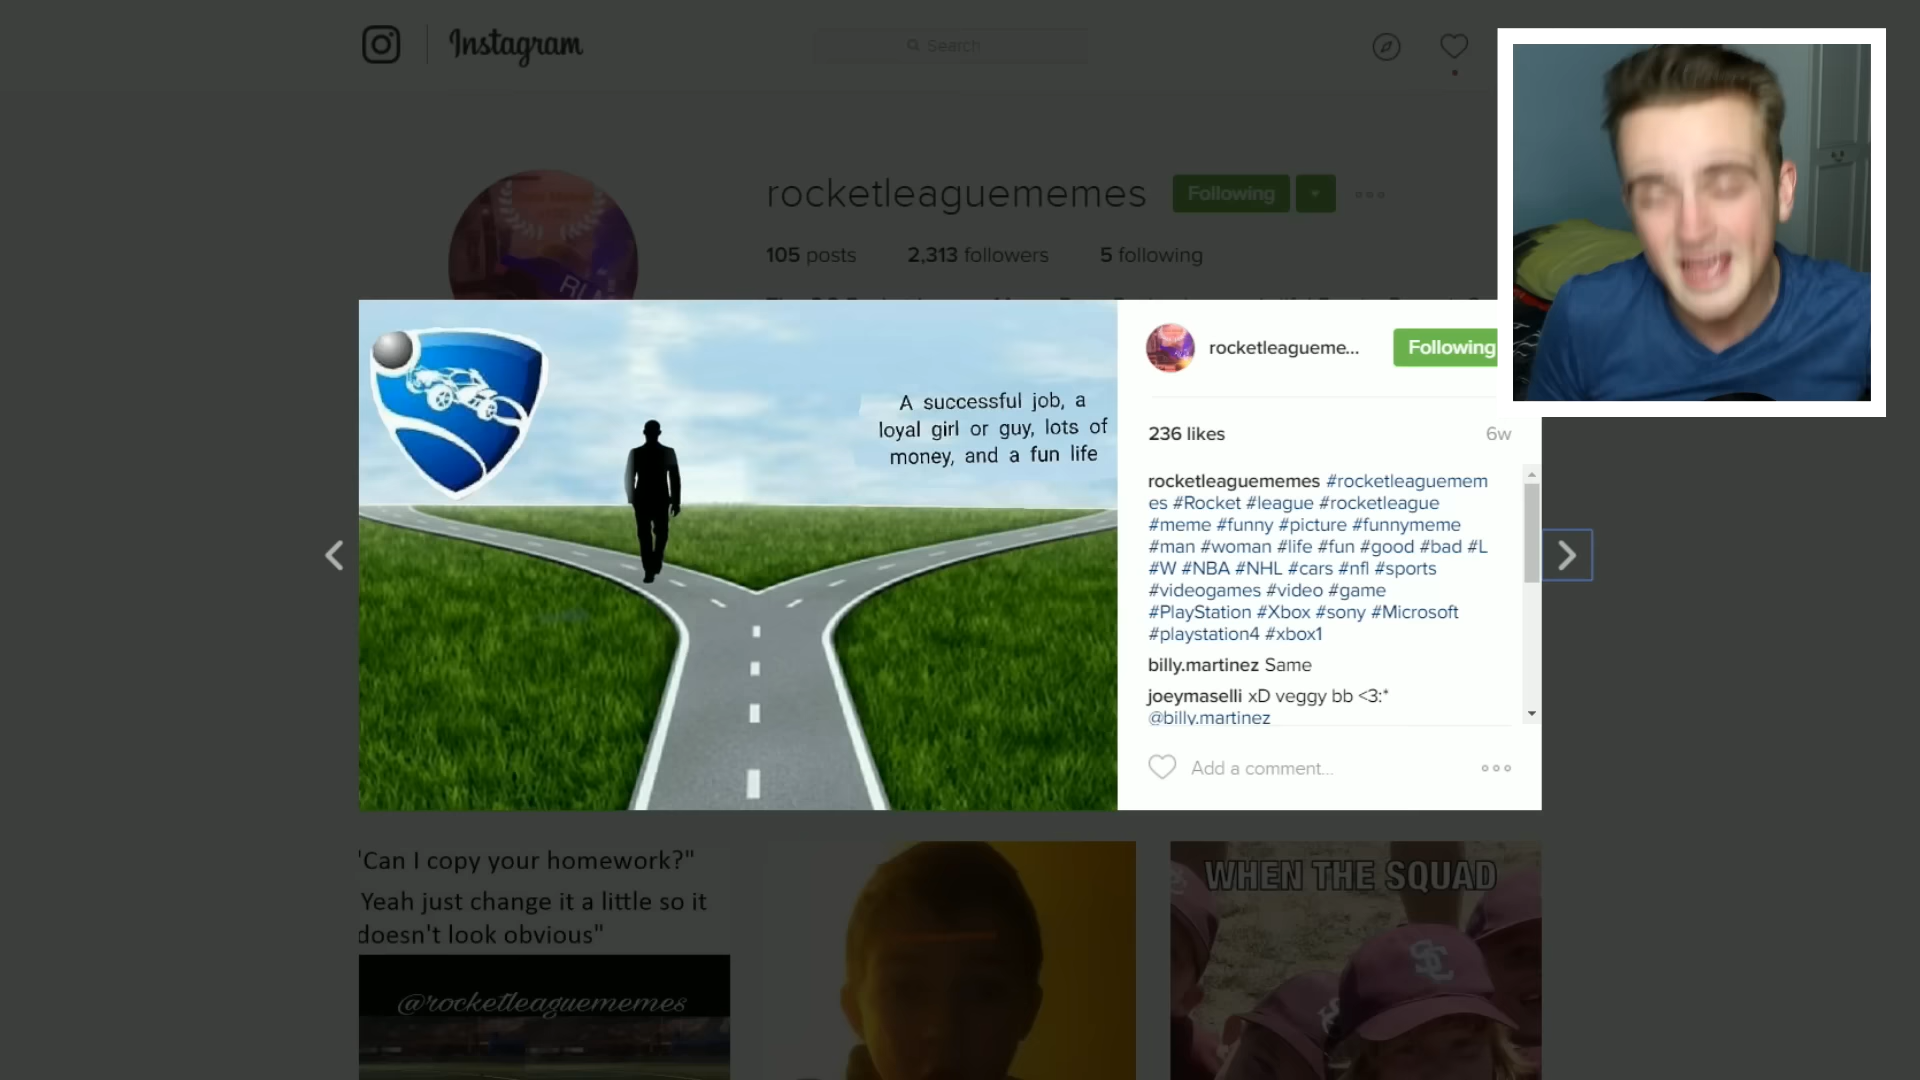 Instagram
Search
rocketleaguememes
Following
105 posts
2,313 followers
5 following
A successful job, a
loyal girl or guy, lots of
money, and a fun life
rocketleagueme...
Following
236 likes
6w
rocketleaguememes #rocketleaguemem
es #Rocket #league #rocketleague
#meme #funny #picture #funnymeme
#man #woman #life #fun #good #bad #L
#W #NBA #NHL #cars #nfl #sports
#videogames #video #game
#PlayStation #Xbox #sony #Microsoft
#playstation4 #xbox1
billy.martinez Same
joeymaselli xD veggy bb <3:*
@billy.martinez
Add a comment...
'Can I copy your homework?"
Yeah just change it a little so it
doesn't look obvious"
@rocketleaguememes
WHEN THE SQUAD